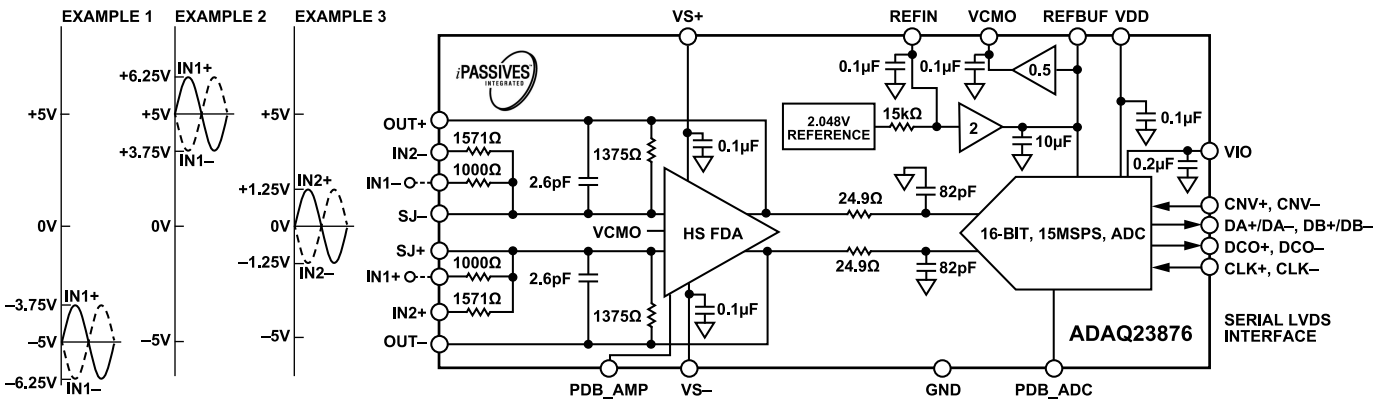 EXAMPLE 1
+5V
0V
–3.75V
IN1+
–5V
–6.25V
IN1–
EXAMPLE 2
+6.25V
IN1+
+5V
+3.75V
IN1–
0V
–5V
EXAMPLE 3
+5V
+1.25V
IN2+
0V
–1.25V
IN2–
–5V
VS+
REFIN
VCMO
REFBUF
VDD
iPASSIVES™
INTEGRATED
OUT+
IN2–
IN1–
SJ–
SJ+
IN1+
IN2+
OUT–
1571Ω
1000Ω
2.6pF
1375Ω
0.1µF
VCMO
HS FDA
1000Ω
1571Ω
2.6pF
1375Ω
0.1µF
0.1µF
0.1µF
0.5
2.048V
REFERENCE
15kΩ
2
10µF
0.1µF
0.2µF
24.9Ω
82pF
24.9Ω
82pF
16-BIT, 15MSPS, ADC
VIO
CNV+, CNV–
DA+/DA–, DB+/DB–
DCO+, DCO–
CLK+, CLK–
SERIAL LVDS
INTERFACE
ADAQ23876
PDB_AMP
VS–
GND
PDB_ADC